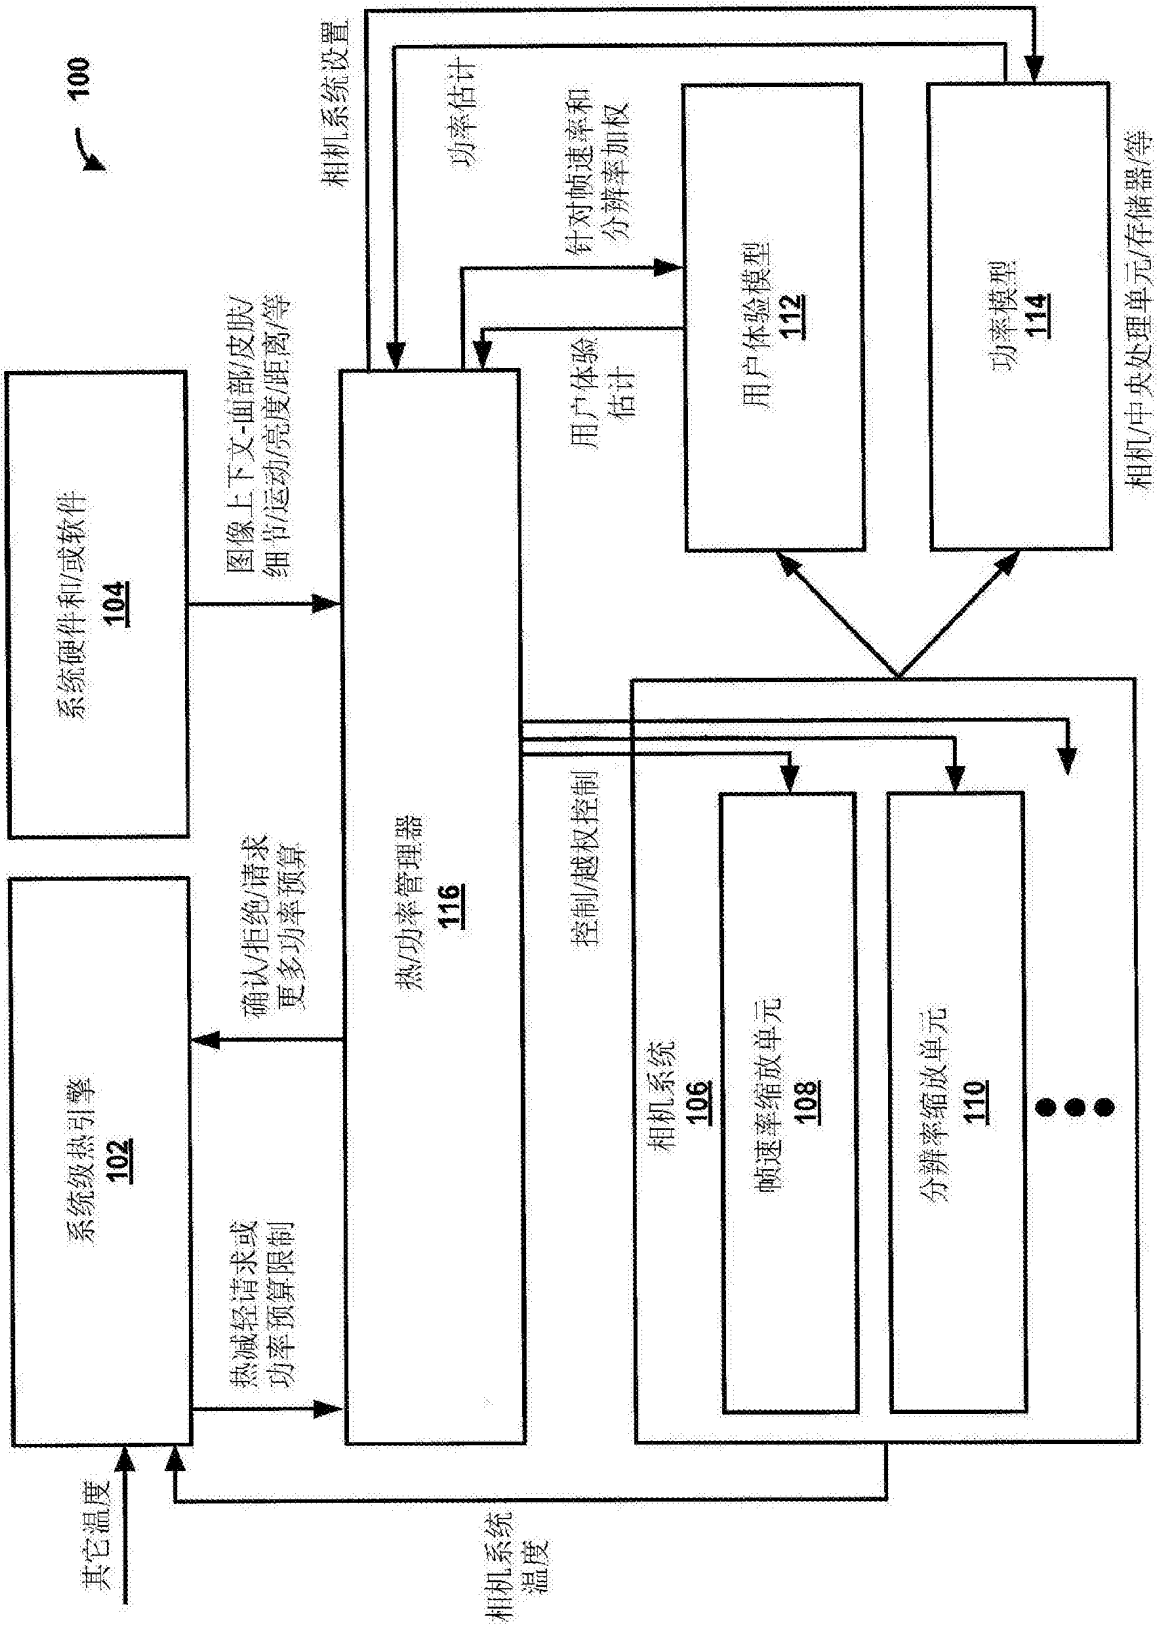 100
其它温度
系统级热引擎
102
系统硬件和/或软件
104
热减轻请求或
功率预算限制
确认/拒绝/请求
更多功率预算
图像上下文-面部/皮肤/
细节/运动/亮度/距离/等
相机系统设置
热/功率管理器
116
功率估计
相机系统
温度
控制/越权控制
用户体验
估计
针对帧速率和
分辨率加权
相机系统
106
帧速率缩放单元
108
分辨率缩放单元
110
用户体验模型
112
功率模型
114
相机/中央处理单元/存储器/等